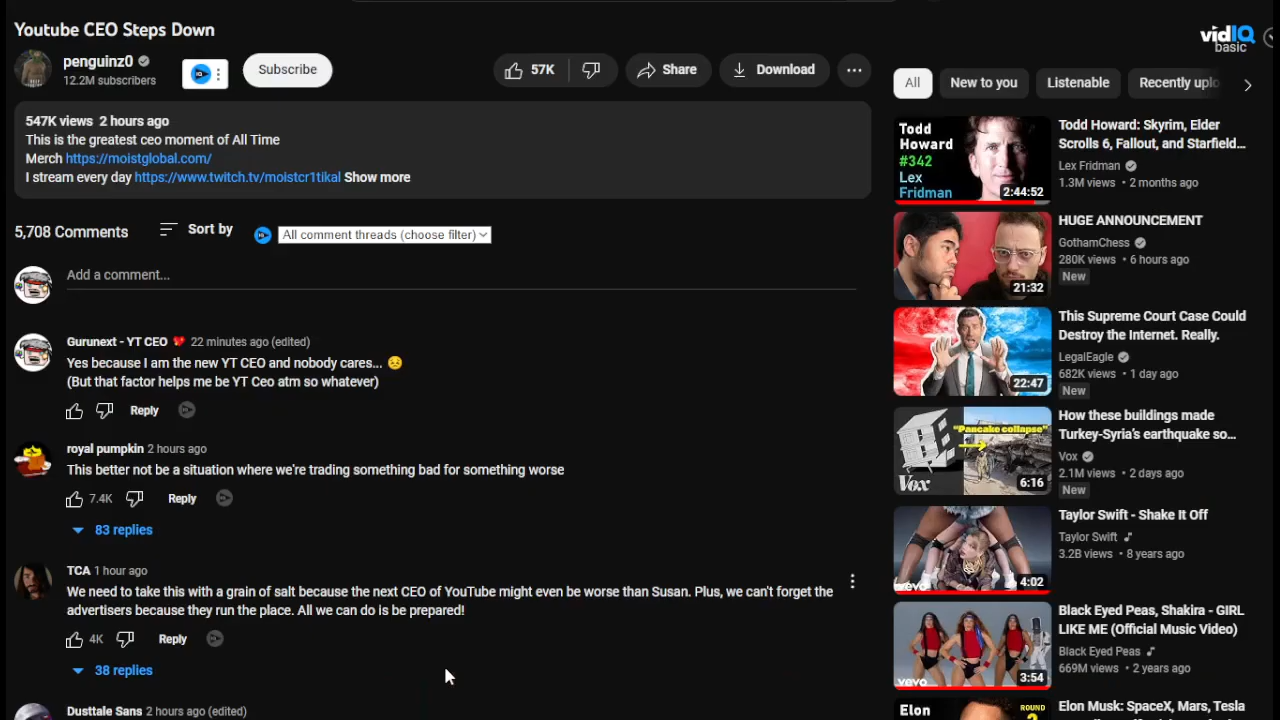 Youtube CEO Steps Down
penguinz0
12.2M subscribers
Subscribe
57K
Share
Download
547K views 2 hours ago
This is the greatest ceo moment of All Time
Merch https://moistglobal.com/
I stream every day https://www.twitch.tv/moistcr1tikal Show more
5,708 Comments
Sort by
All comment threads (choose filter)
Add a comment...
Gurunext - YT CEO 22 minutes ago (edited)
Yes because I am the new YT CEO and nobody cares...
(But that factor helps me be YT Ceo atm so whatever)
Reply
royal pumpkin 2 hours ago
This better not be a situation where we're trading something bad for something worse
7.4K
Reply
83 replies
TCA 1 hour ago
We need to take this with a grain of salt because the next CEO of YouTube might even be worse than Susan. Plus, we can't forget the
advertisers because they run the place. All we can do is be prepared!
4K
Reply
38 replies
Dusttale Sans 2 hours ago (edited)
vidIQ
basic
All
New to you
Listenable
Recently uplo
Todd
Howard
#342
Lex
Fridman
2:44:52
Todd Howard: Skyrim, Elder
Scrolls 6, Fallout, and Starfield...
Lex Fridman
1.3M views • 2 months ago
21:32
HUGE ANNOUNCEMENT
GothamChess
280K views • 6 hours ago
New
22:47
This Supreme Court Case Could
Destroy the Internet. Really.
LegalEagle
682K views • 1 day ago
New
"Pancake collapse"
Vox
6:16
How these buildings made
Turkey-Syria's earthquake so...
Vox
2.1M views • 2 days ago
New
vevo
4:02
Taylor Swift - Shake It Off
Taylor Swift
3.2B views • 8 years ago
vevo
3:54
Black Eyed Peas, Shakira - GIRL
LIKE ME (Official Music Video)
Black Eyed Peas
669M views • 2 years ago
Elon
ROUND
Elon Musk: SpaceX, Mars, Tesla